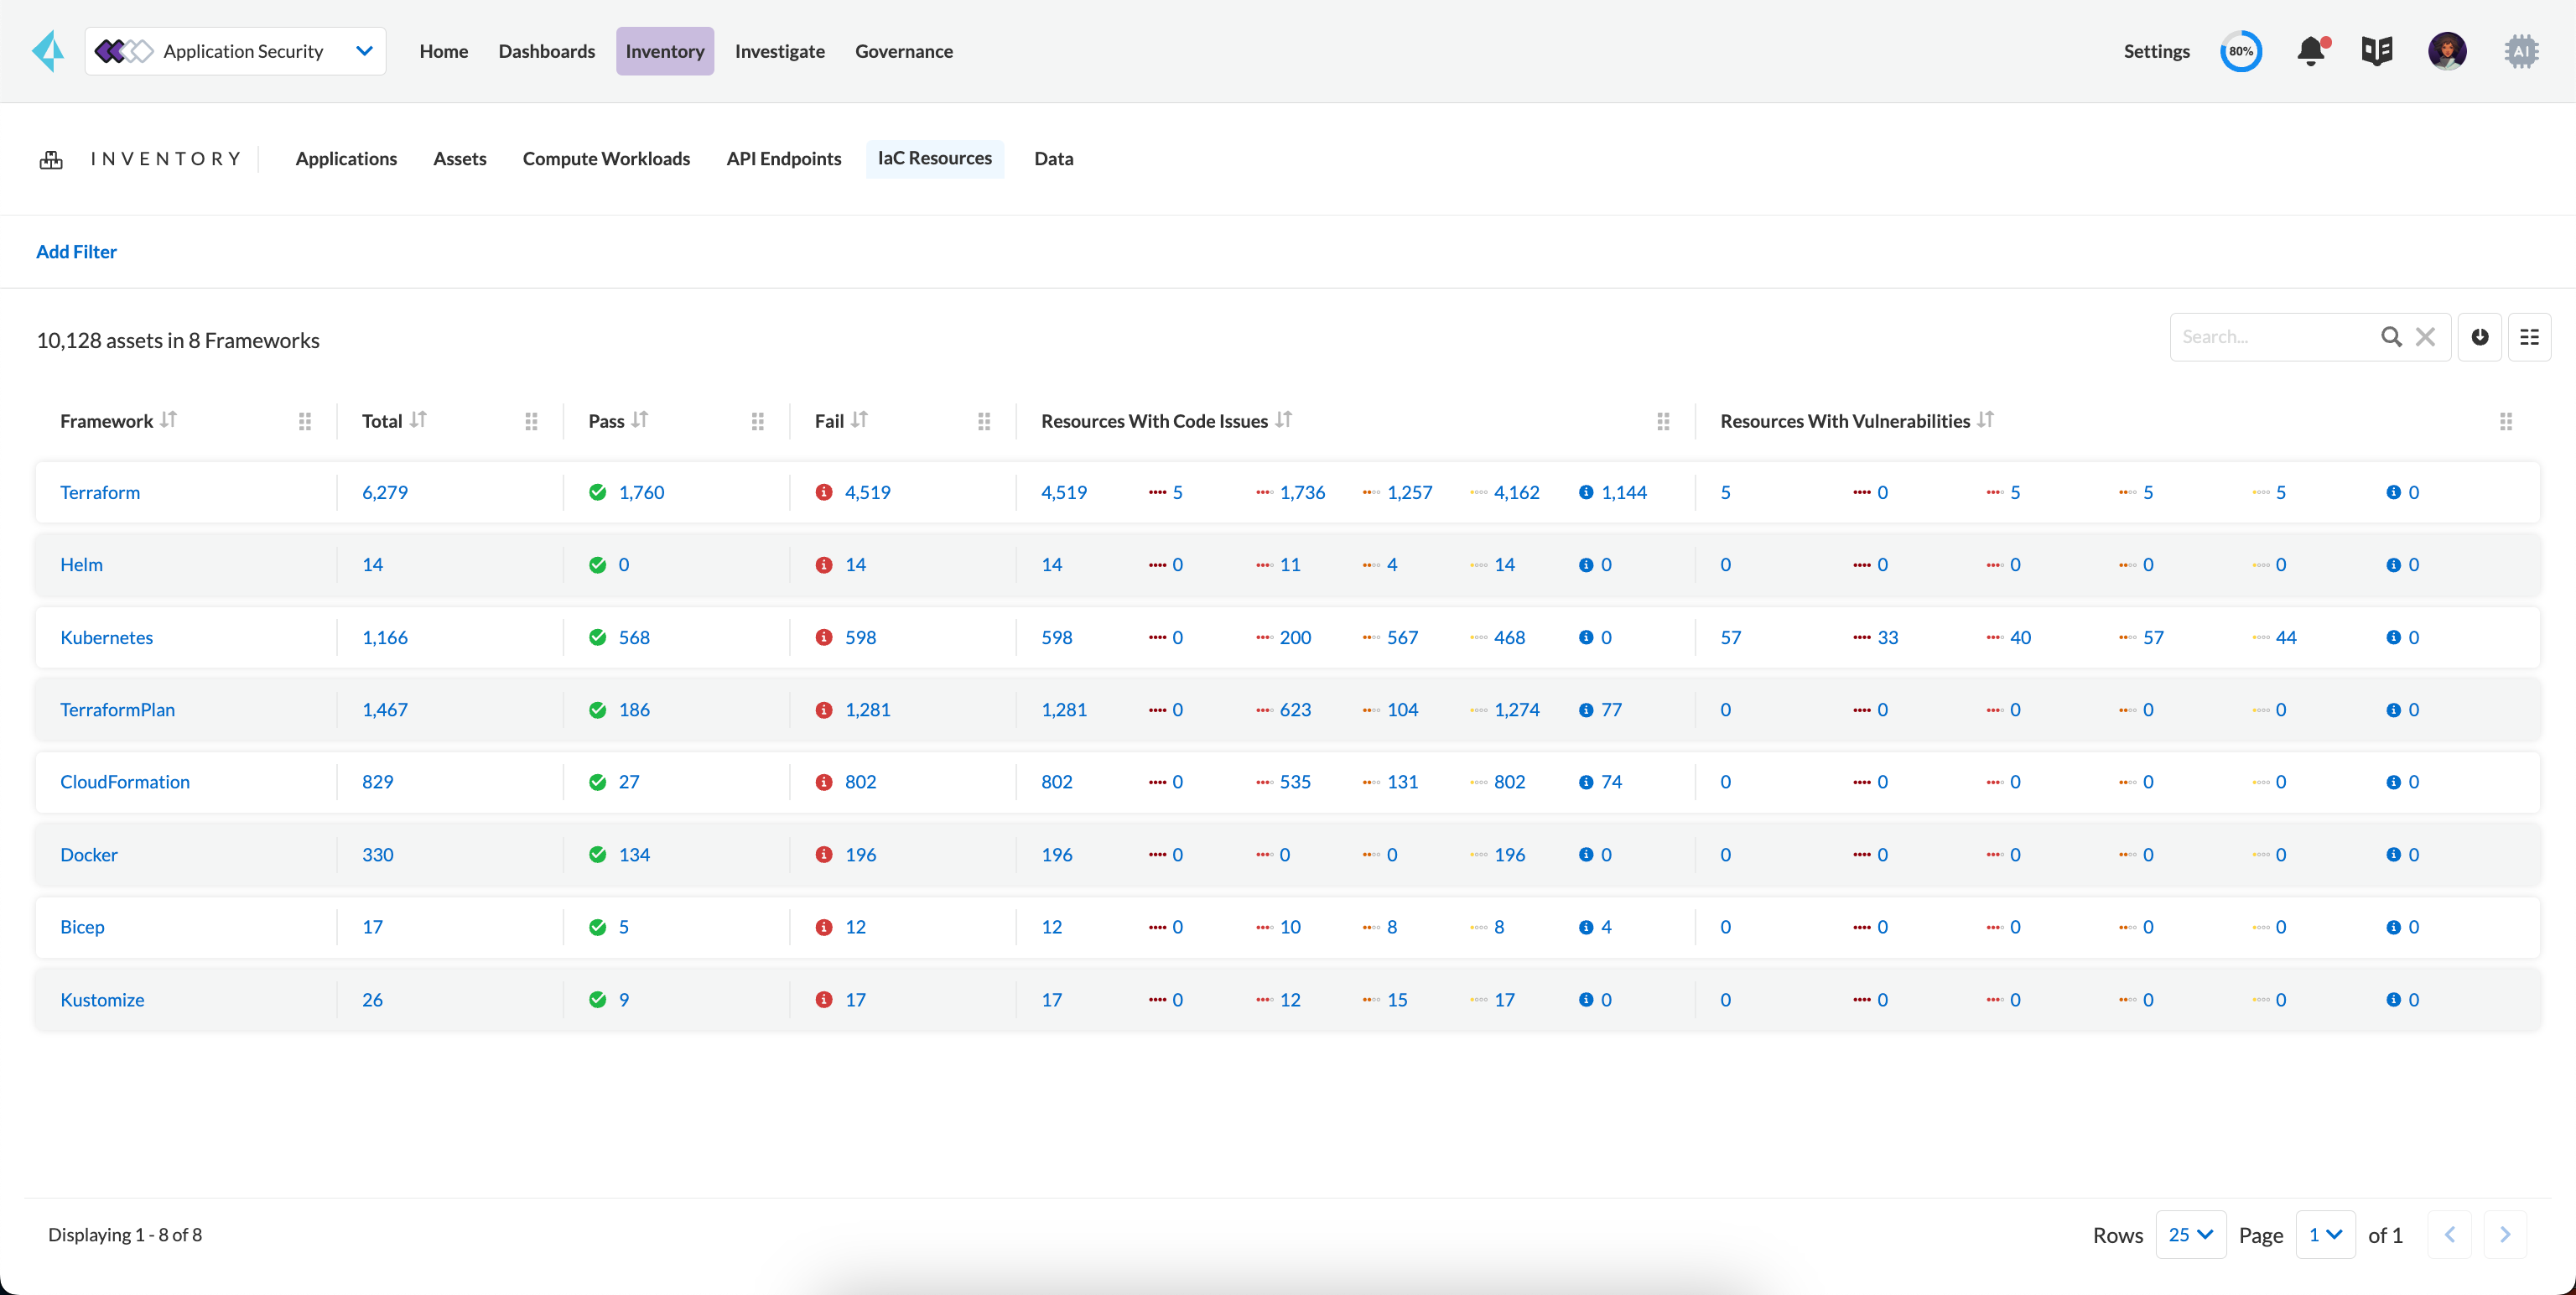 Application Security Home Dashboards Inventory Investigate Governance Settings 80% AI
INVENTORY Applications Assets Compute Workloads API Endpoints IaC Resources Data
Add Filter
10,128 assets in 8 Frameworks Search...
Framework Total Pass Fail Resources With Code Issues Resources With Vulnerabilities
Terraform 6,279 1,760 4,519 4,519 5 1,736 1,257 4,162 1,144 5 0 5 5 5 0
Helm 14 0 14 14 0 11 4 14 0 0 0 0 0 0 0
Kubernetes 1,166 568 598 598 0 200 567 468 0 57 33 40 57 44 0
TerraformPlan 1,467 186 1,281 1,281 0 623 104 1,274 77 0 0 0 0 0 0
CloudFormation 829 27 802 802 0 535 131 802 74 0 0 0 0 0 0
Docker 330 134 196 196 0 0 0 196 0 0 0 0 0 0 0
Bicep 17 5 12 12 0 10 8 8 4 0 0 0 0 0 0
Kustomize 26 9 17 17 0 12 15 17 0 0 0 0 0 0 0
Displaying 1 - 8 of 8 Rows 25 Page 1 of 1